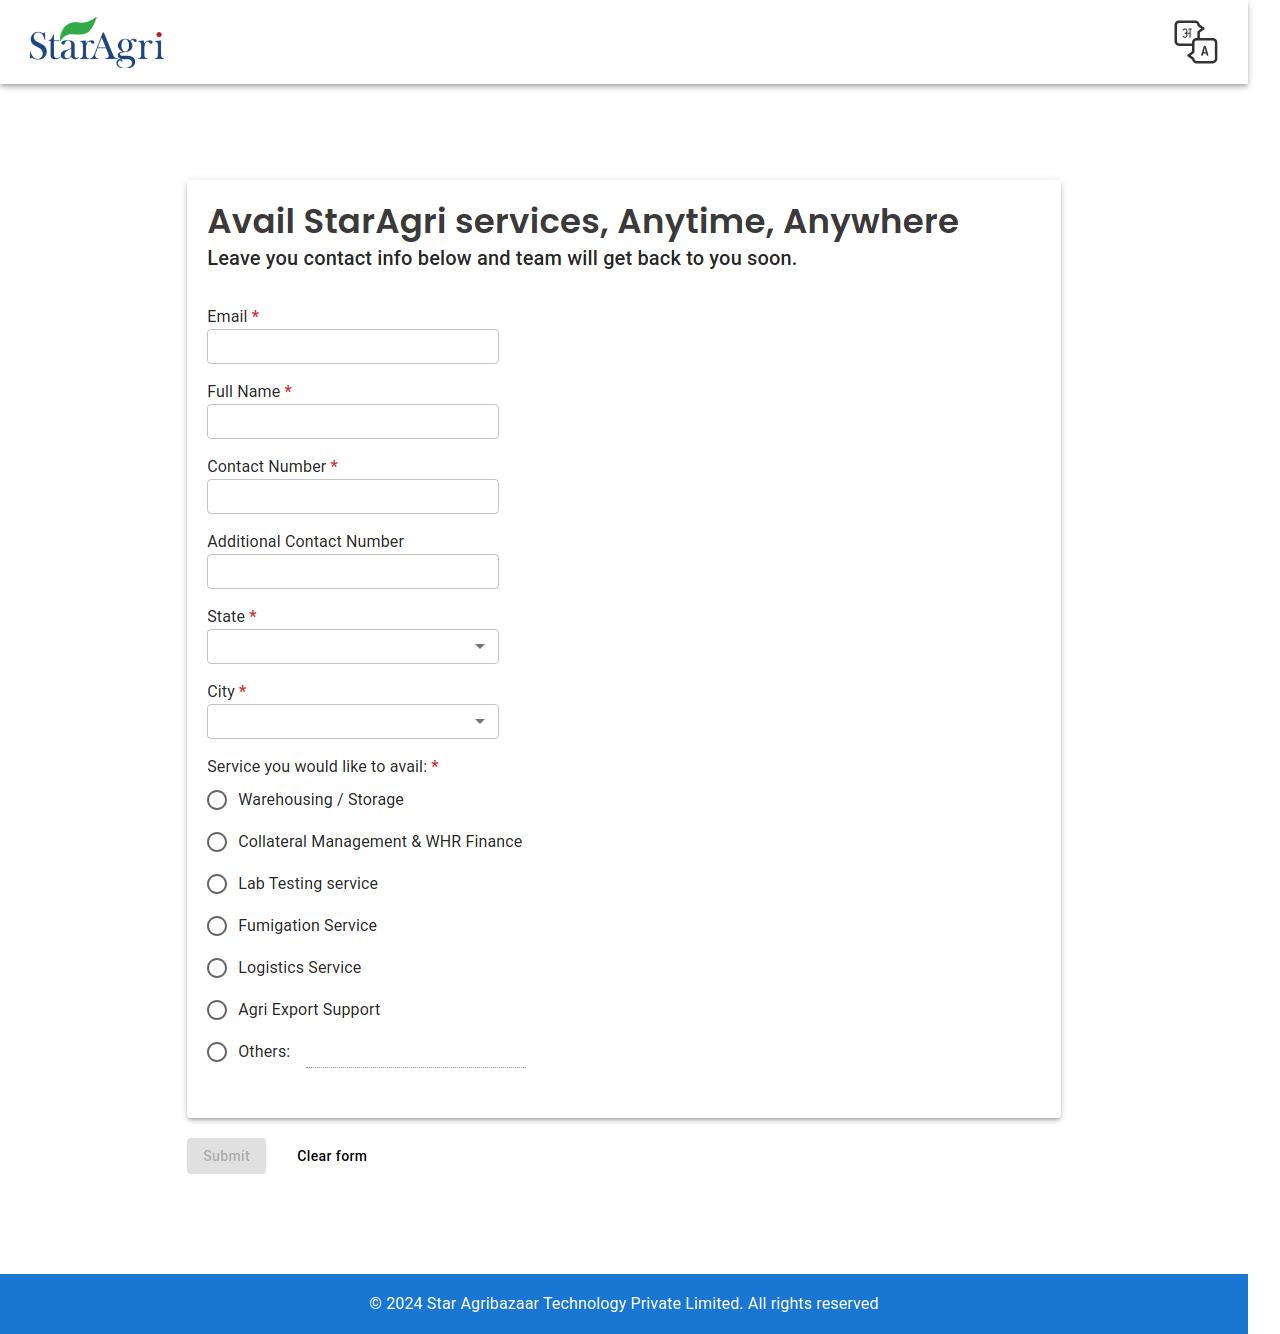 StarAgri
अ
A
Avail StarAgri services, Anytime, Anywhere
Leave you contact info below and team will get back to you soon.
Email *
Full Name *
Contact Number *
Additional Contact Number
State *
City *
Service you would like to avail: *
Warehousing / Storage
Collateral Management & WHR Finance
Lab Testing service
Fumigation Service
Logistics Service
Agri Export Support
Others:
Submit Clear form
© 2024 Star Agribazaar Technology Private Limited. All rights reserved